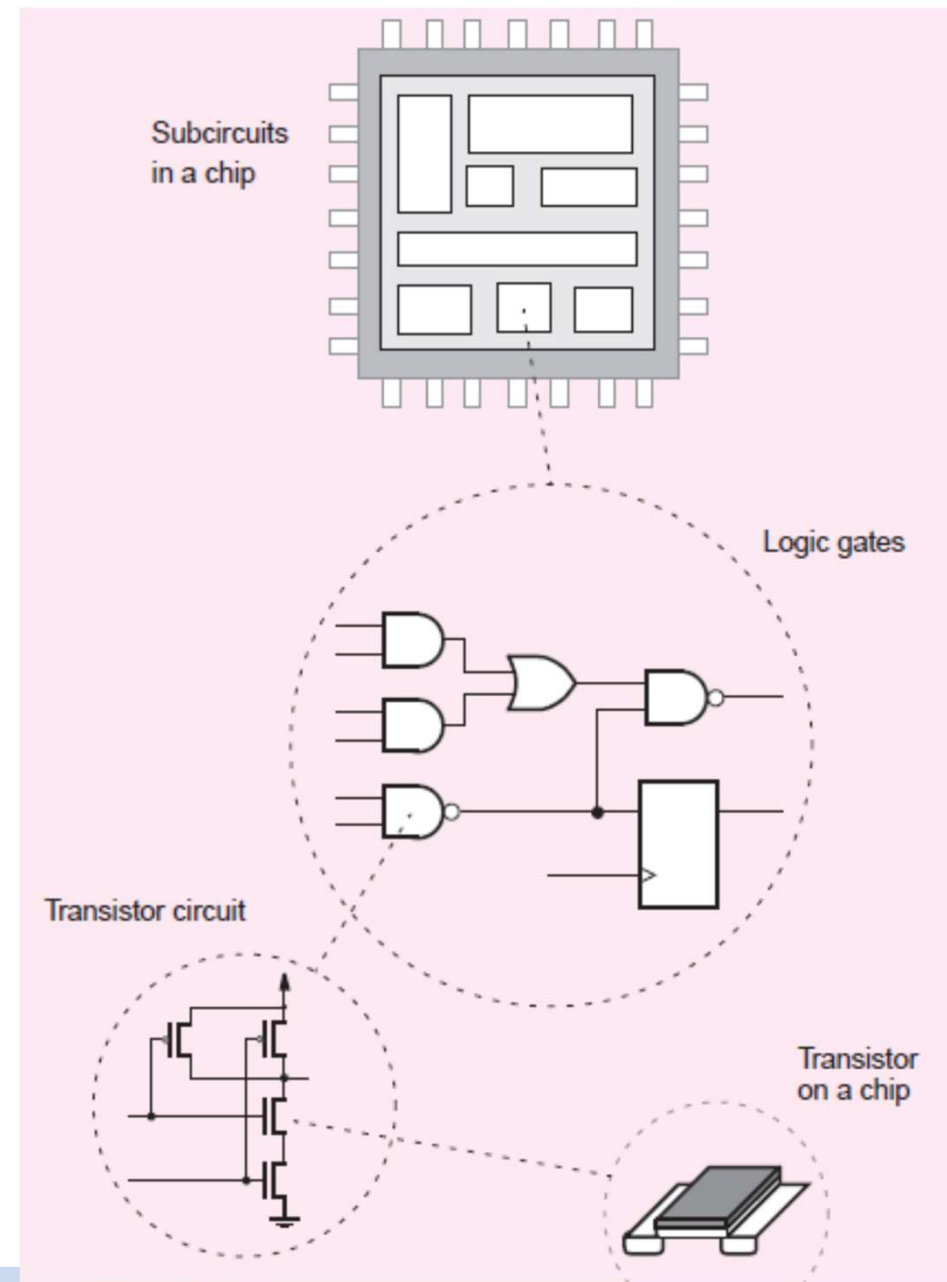 Subcircuits
in a chip
Logic gates
Transistor circuit
Transistor
on a chip